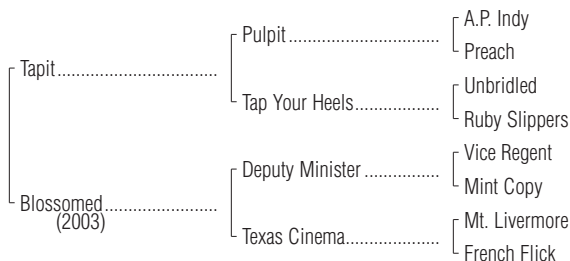 A.P. Indy
Pulpit...............................
Preach
Tapit.................................
Unbridled
Tap Your Heels.................
Ruby Slippers
Vice Regent
Deputy Minister ...............
Mint Copy
Blossomed.......................
(2003)
Mt. Livermore
Texas Cinema...................
French Flick